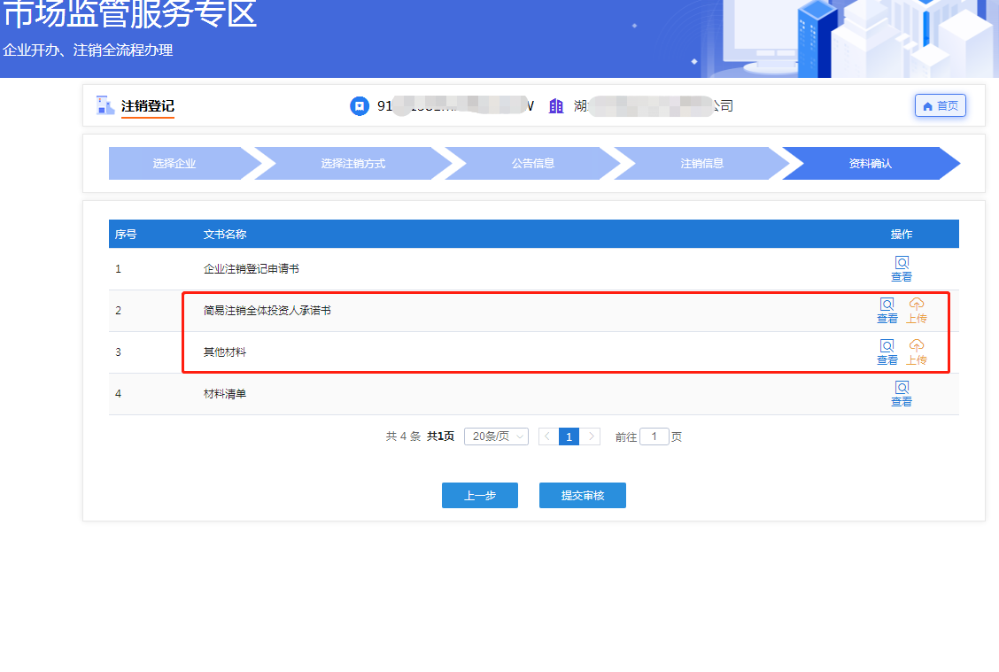 市场监管服务专区
企业开办、注销全流程办理
注销登记 91 湖 公司 首页
选择企业 选择注销方式 公告信息 注销信息 资料确认
序号 文书名称 操作
1 企业注销登记申请书 查看
2 简易注销全体投资人承诺书 查看 上传
3 其他材料 查看 上传
4 材料清单 查看
共 4 条 共1页 20条/页 1 前往 1 页
上一步 提交审核